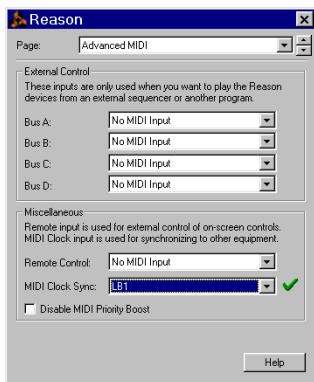 Reason
Page: Advanced MIDI
External Control
These inputs are only used when you want to play the Reason
devices from an external sequencer or another program.
Bus A: No MIDI Input
Bus B: No MIDI Input
Bus C: No MIDI Input
Bus D: No MIDI Input
Miscellaneous
Remote input is used for external control of on-screen controls.
MIDI Clock input is used for synchronizing to other equipment.
Remote Control: No MIDI Input
MIDI Clock Sync: LB1
Disable MIDI Priority Boost
Help